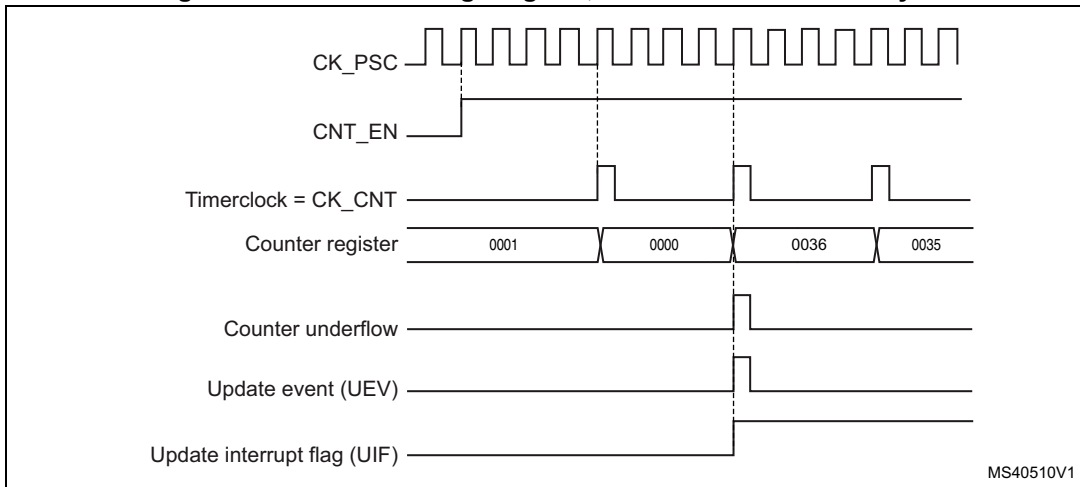 CK_PSC
CNT_EN
Timerclock = CK_CNT
Counter register 0001 0000 0036 0035
Counter underflow
Update event (UEV)
Update interrupt flag (UIF)
MS40510V1